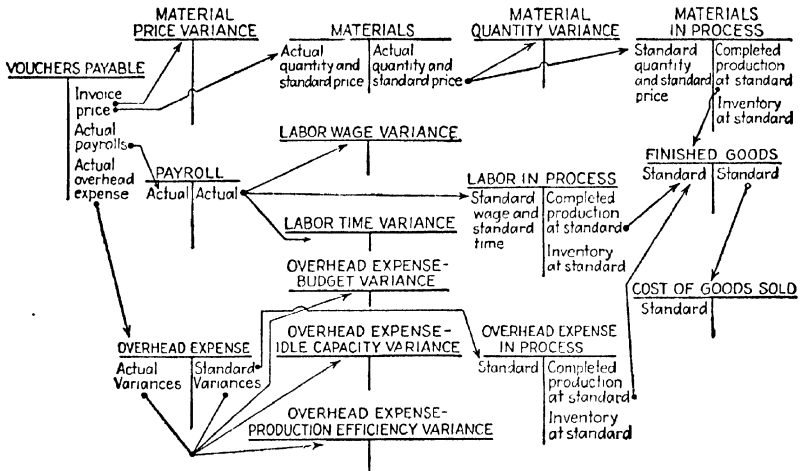 MATERIAL
PRICE VARIANCE
MATERIALS
MATERIAL
QUANTITY VARIANCE
MATERIALS
IN PROCESS
Actual
quantity and
standard price
Actual
quantity and
standard price
Standard
quantity
and standard
price
Completed
production
at standard
Inventory
at standard
VOUCHERS PAYABLE
Invoice
price
Actual
payrolls
Actual
overhead
expense
LABOR WAGE VARIANCE
PAYROLL
Actual
Actual
LABOR IN PROCESS
Standard
wage and
standard
time
Completed
production
at standard
Inventory
at standard
FINISHED GOODS
Standard
Standard
LABOR TIME VARIANCE
OVERHEAD EXPENSE-
BUDGET VARIANCE
COST OF GOODS SOLD
Standard
OVERHEAD EXPENSE
Actual
Variances
Standard
Variances
OVERHEAD EXPENSE-
IDLE CAPACITY VARIANCE
OVERHEAD EXPENSE
IN PROCESS
Standard
Completed
production
at standard
Inventory
at standard
OVERHEAD EXPENSE-
PRODUCTION EFFICIENCY VARIANCE